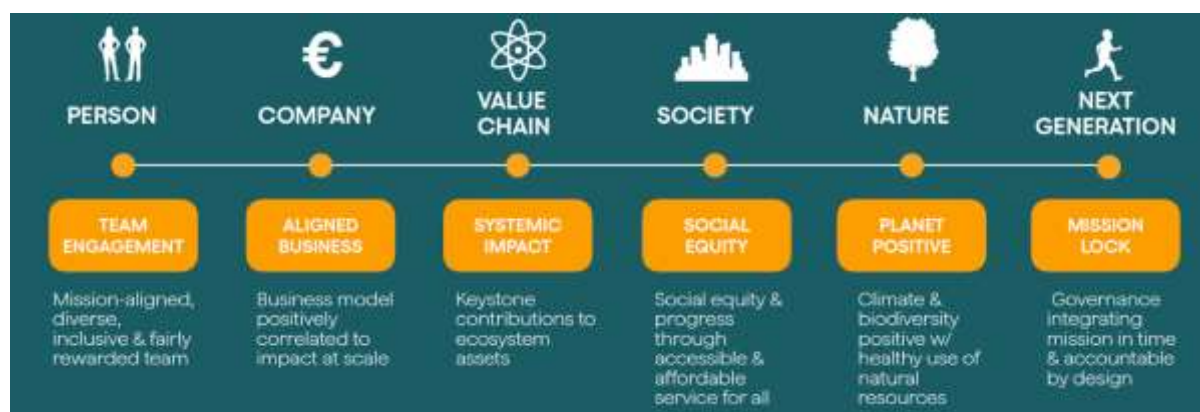 €
PERSON
COMPANY
VALUE
CHAIN
SOCIETY
NATURE
NEXT
GENERATION
TEAM
ENGAGEMENT
ALIGNED
BUSINESS
SYSTEMIC
IMPACT
SOCIAL
EQUITY
PLANET
POSITIVE
MISSION
LOCK
Mission-aligned,
diverse,
inclusive & fairly
rewarded team
Business model
positively
correlated to
impact at scale
Keystone
contributions to
ecosystem
assets
Social equity &
progress
through
accessible &
affordable
service for all
Climate &
biodiversity
positive w/
healthy use of
natural
resources
Governance
integrating
mission in time
& accountable
by design